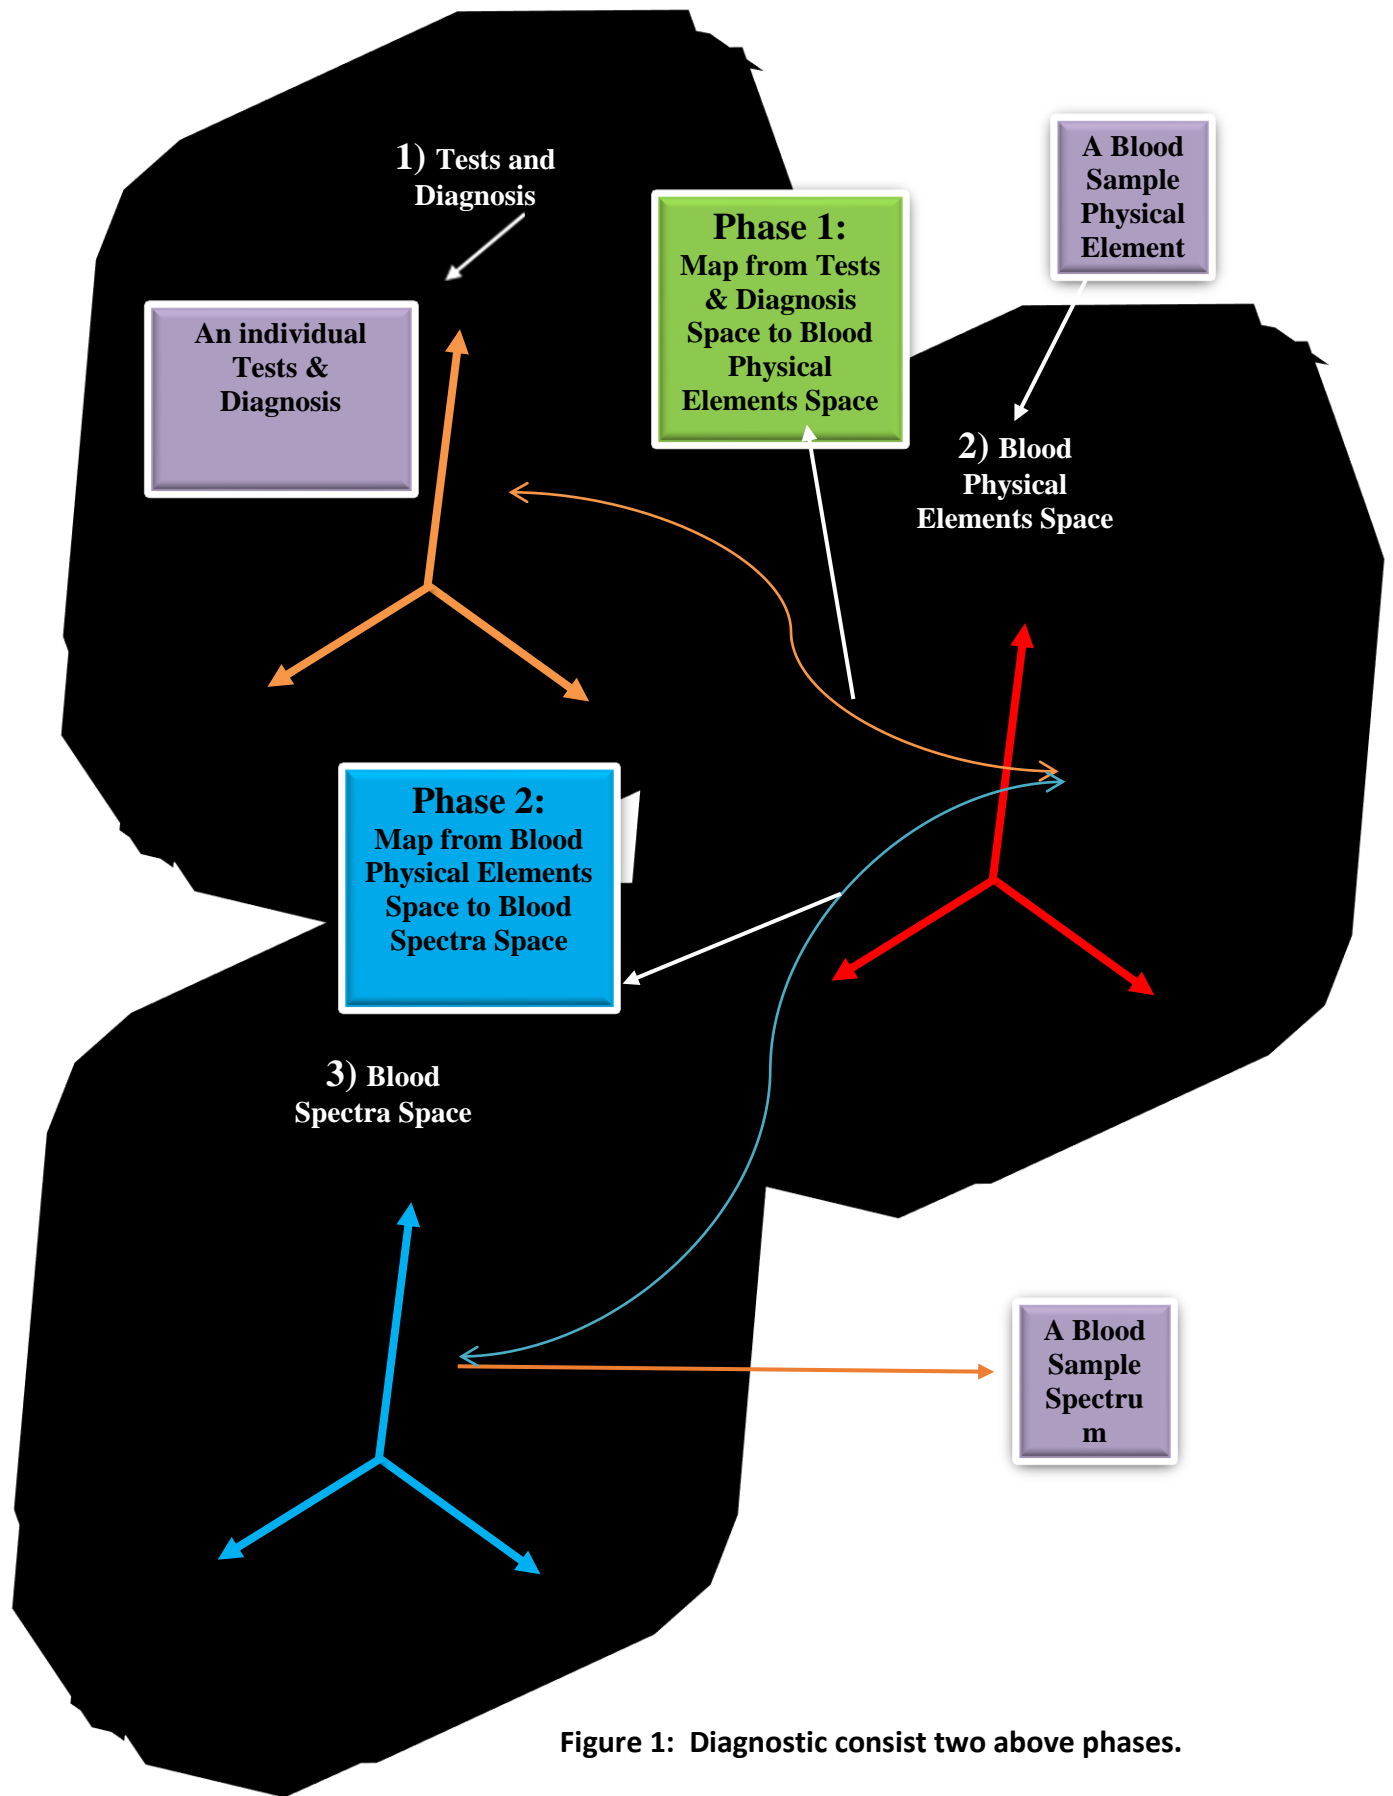 1) Tests and
Diagnosis
A Blood
Sample
Physical
Element
Phase 1:
Map from Tests
& Diagnosis
Space to Blood
Physical
Elements Space
An individual
Tests &
Diagnosis
2) Blood
Physical
Elements Space
Phase 2:
Map from Blood
Physical Elements
Space to Blood
Spectra Space
3) Blood
Spectra Space
A Blood
Sample
Spectru
m
Figure 1:  Diagnostic consist two above phases.